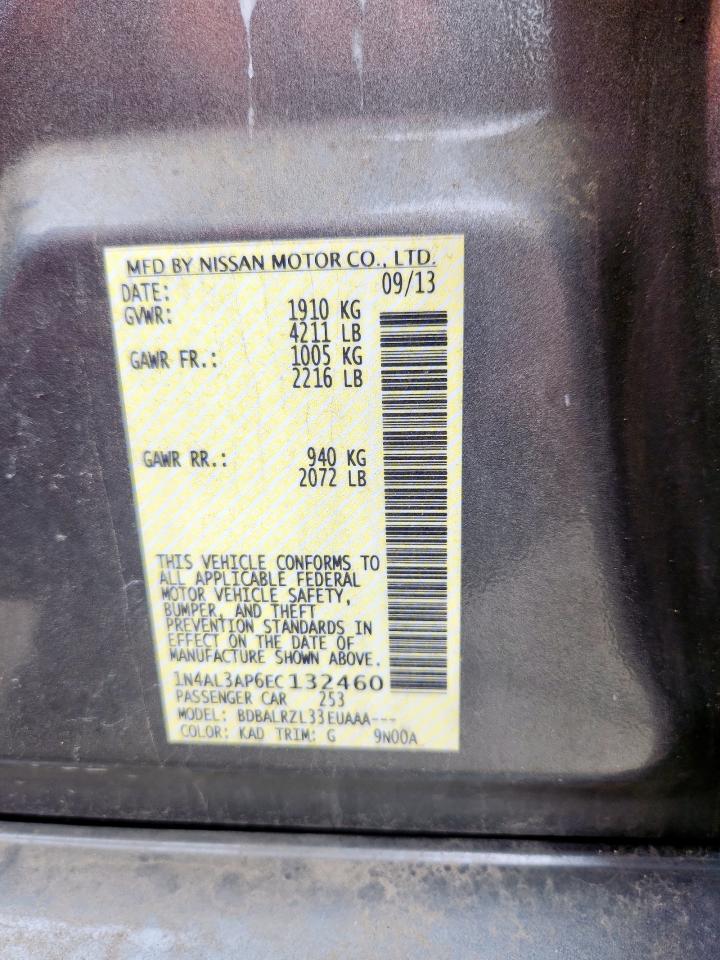 MFD BY NISSAN MOTOR CO., LTD.
DATE: 09/13
GVWR: 1910 KG
4211 LB
GAWR FR.: 1005 KG
2216 LB
GAWR RR.: 940 KG
2072 LB
THIS VEHICLE CONFORMS TO
ALL APPLICABLE FEDERAL
MOTOR VEHICLE SAFETY,
BUMPER, AND THEFT
PREVENTION STANDARDS IN
EFFECT ON THE DATE OF
MANUFACTURE SHOWN ABOVE.
1N4AL3AP6EC132460
PASSENGER CAR 253
MODEL: BDBALRZL33EUAAA---
COLOR: KAD TRIM: G 9N00A